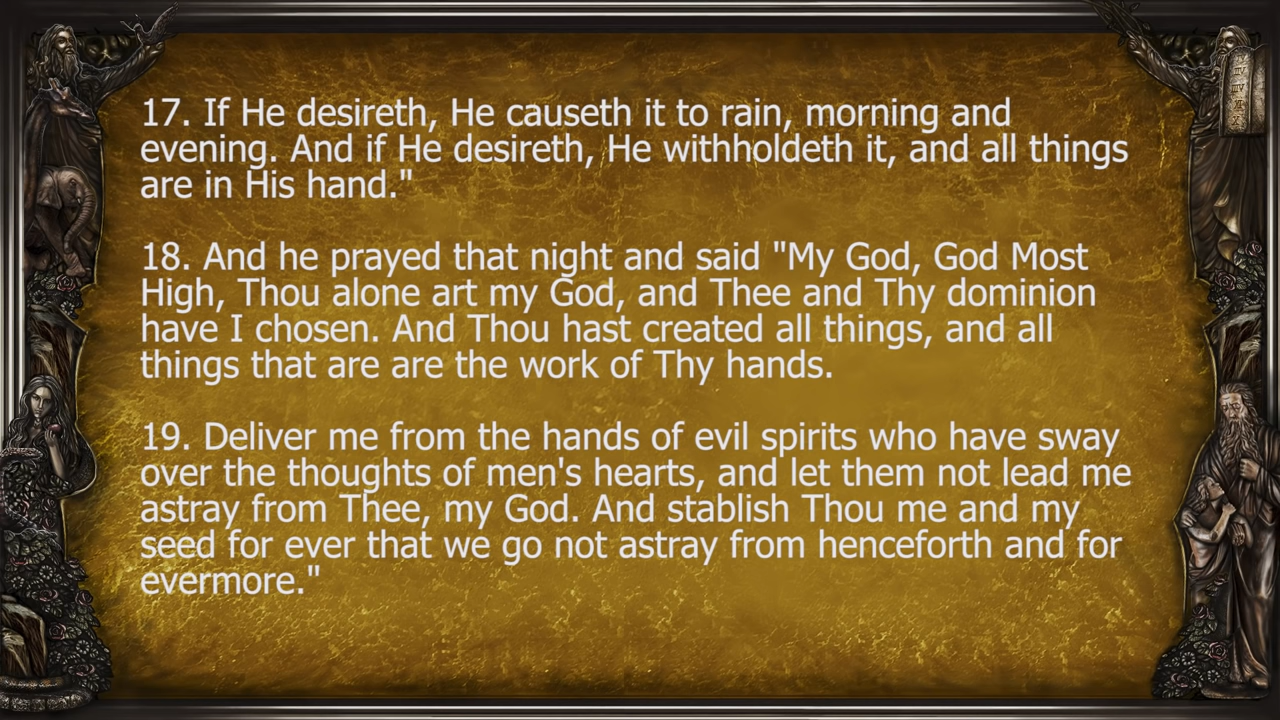 17. If He desireth, He causeth it to rain, morning and
evening. And if He desireth, He withholdeth it, and all things
are in His hand."
18. And he prayed that night and said "My God, God Most
High, Thou alone art my God, and Thee and Thy dominion
have I chosen. And Thou hast created all things, and all
things that are are the work of Thy hands.
19. Deliver me from the hands of evil spirits who have sway
over the thoughts of men's hearts, and let them not lead me
astray from Thee, my God. And stablish Thou me and my
seed for ever that we go not astray from henceforth and for
evermore."